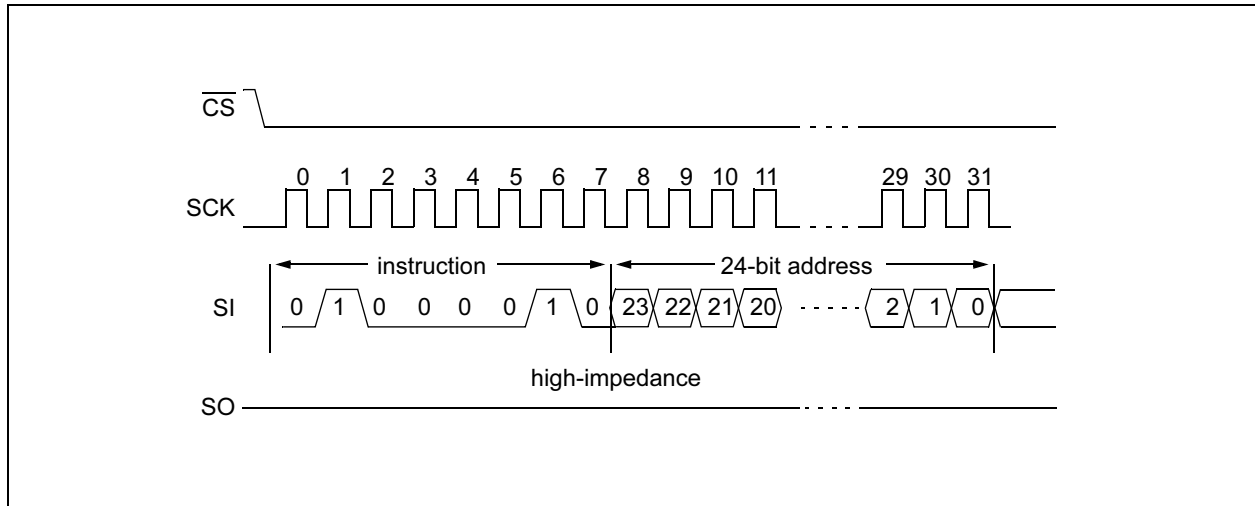 CS
0 1 2 3 4 5 6 7 8 9 10 11 29 30 31
SCK
instruction 24-bit address
SI 0 1 0 0 0 0 1 0 23 22 21 20 2 1 0
high-impedance
SO